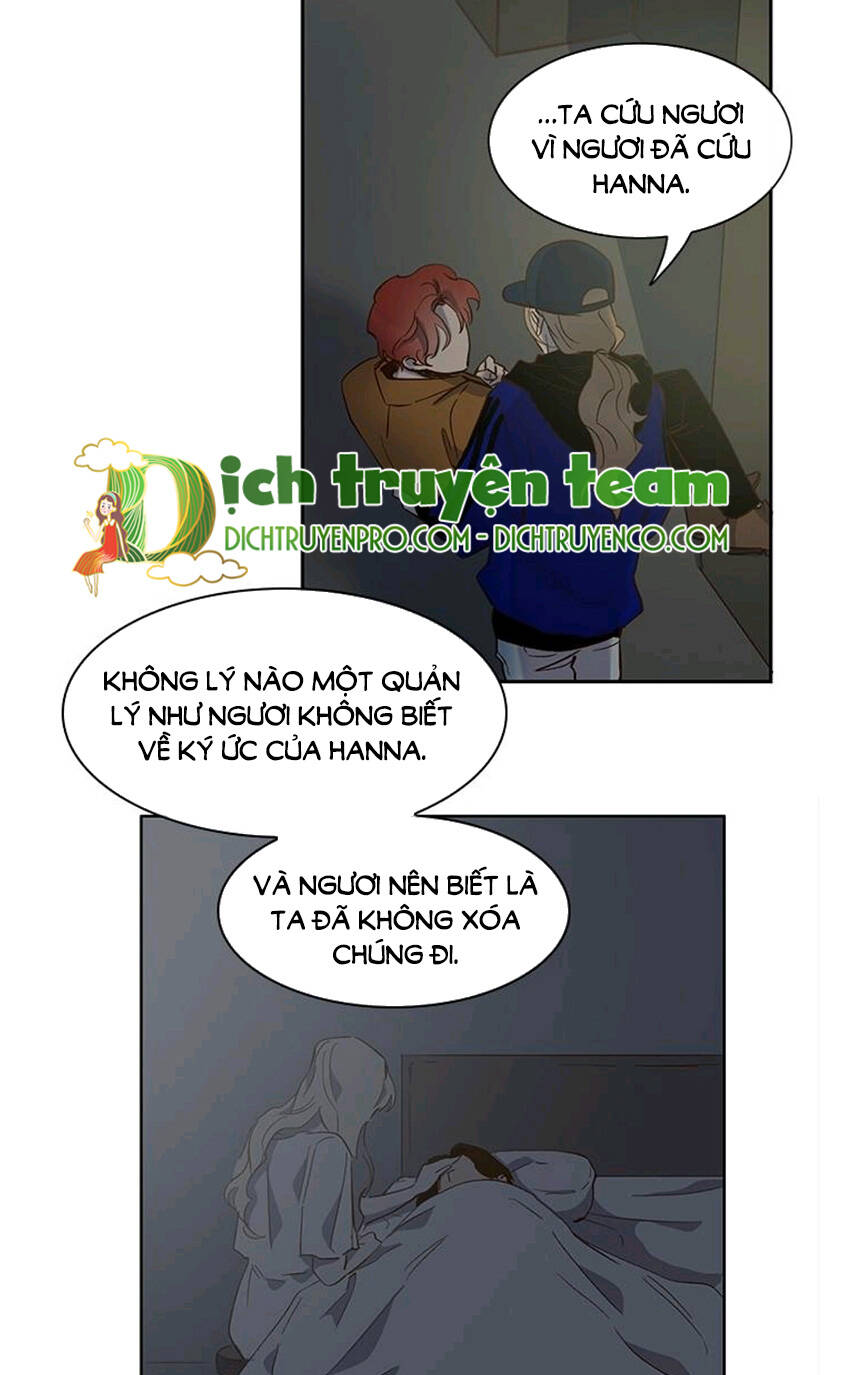 ...TA CỨU NGƯƠI
VÌ NGƯƠI ĐÃ CỨU
HANNA.
Dịch truyện team
DICHTRUYENPRO.COM - DICHTRUYENCO.COM
KHÔNG LÝ NÀO MỘT QUẢN
LÝ NHƯ NGƯƠI KHÔNG BIẾT
VỀ KÝ ỨC CỦA HANNA.
VÀ NGƯƠI NÊN BIẾT LÀ
TA ĐÃ KHÔNG XÓA
CHÚNG ĐI.